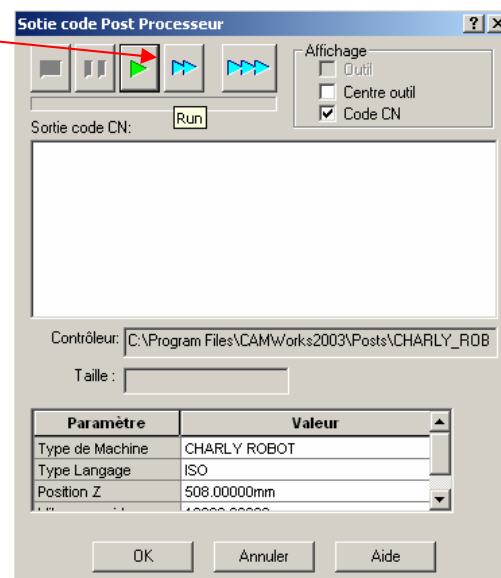 Sotie code Post Processeur
Affichage
Outil
Centre outil
Code CN
Run
Sortie code CN:
Contrôleur: C:\Program Files\CAMWorks2003\Posts\CHARLY_ROB
Taille :
Paramètre Valeur
Type de Machine CHARLY ROBOT
Type Langage ISO
Position Z 508.00000mm
OK Annuler Aide